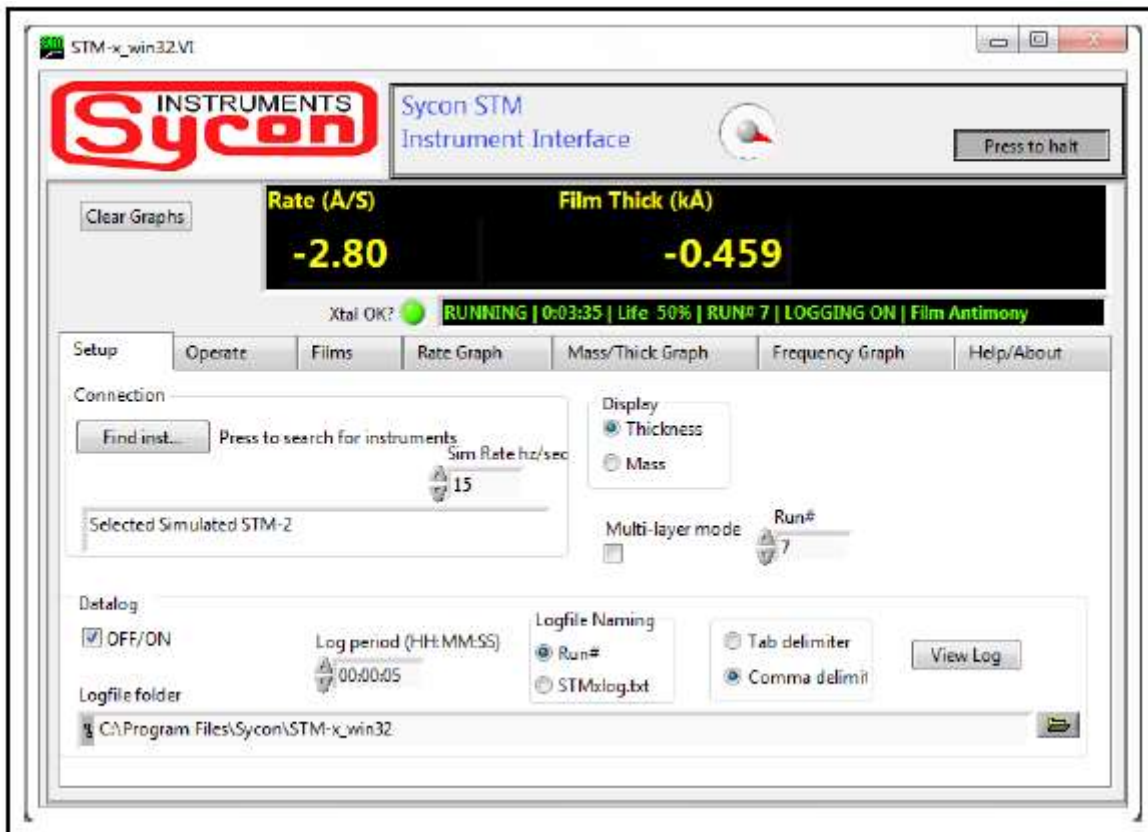 STM-x_win32.VI
INSTRUMENTS
Sycon
Sycon STM
Instrument Interface
Press to halt
Clear Graphs
Rate (Å/S)
Film Thick (kÅ)
-2.80
-0.459
Xtal OK?
RUNNING | 0:03:35 | Life 50% | RUN# 7 | LOGGING ON | Film Antimony
Setup
Operate
Films
Rate Graph
Mass/Thick Graph
Frequency Graph
Help/About
Connection
Find inst...
Press to search for instruments
Sim Rate hz/sec
15
Selected Simulated STM-2
Display
Thickness
Mass
Multi-layer mode
Run#
7
Datalog
OFF/ON
Log period (HH:MM:SS)
00:00:05
Logfile Naming
Run#
STMxlog.txt
Tab delimiter
Comma delimit
View Log
Logfile folder
C:\Program Files\Sycon\STM-x_win32